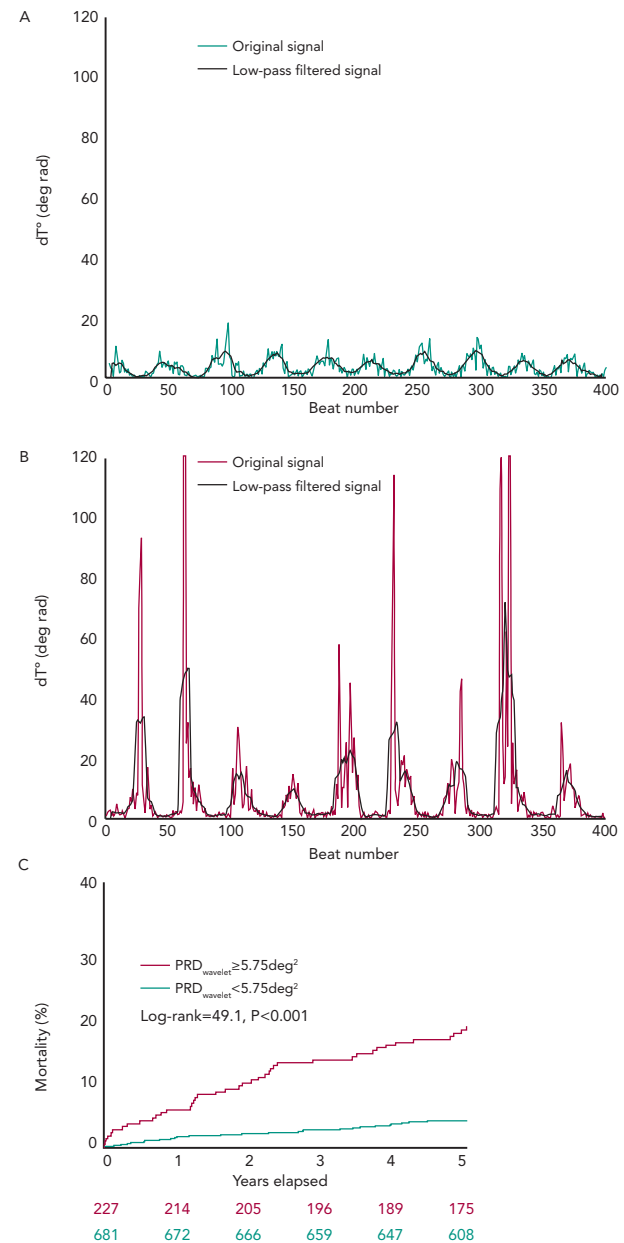 A
120
100
80
60
40
20
0
dT° (deg rad)
Original signal
Low-pass filtered signal
0 50 100 150 200 250 300 350 400
Beat number
B
120
100
80
60
40
20
0
dT° (deg rad)
Original signal
Low-pass filtered signal
0 50 100 150 200 250 300 350 400
Beat number
C
40
30
20
10
0
Mortality (%)
PRDwavelet≥5.75deg²
PRDwavelet<5.75deg²
Log-rank=49.1, P<0.001
0 1 2 3 4 5
Years elapsed
227 214 205 196 189 175
681 672 666 659 647 608